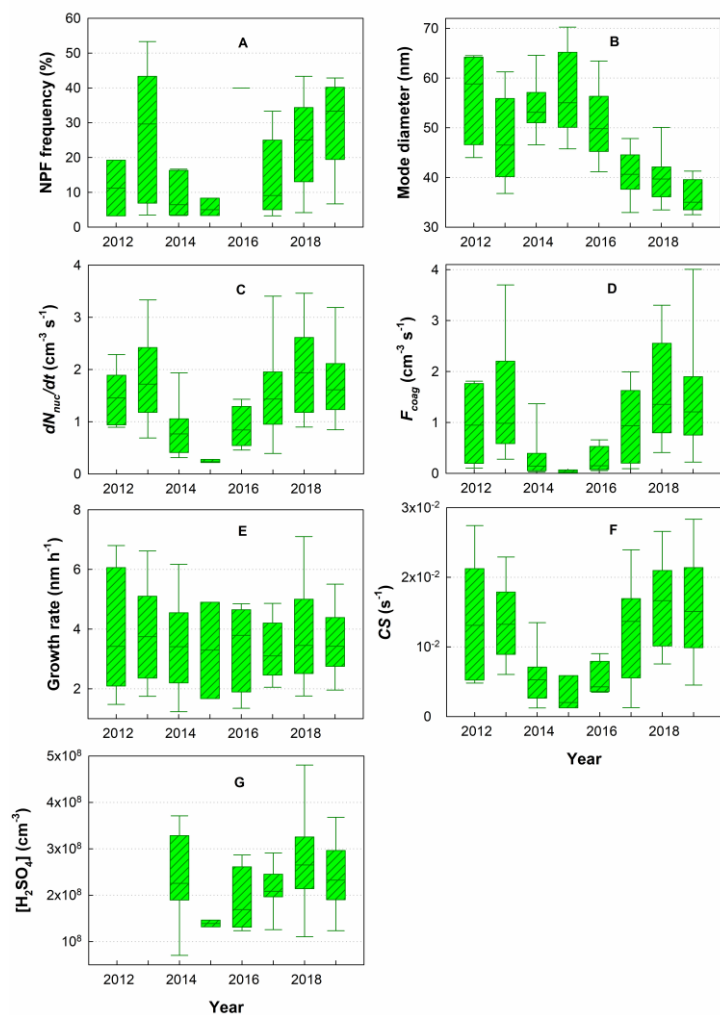 A
NPF frequency (%)
60
50
40
30
20
10
0
2012 2014 2016 2018
B
Mode diameter (nm)
70
60
50
40
30
2012 2014 2016 2018
C
dN_nuc/dt (cm⁻³ s⁻¹)
4
3
2
1
0
2012 2014 2016 2018
D
F_coag (cm⁻³ s⁻¹)
4
3
2
1
0
2012 2014 2016 2018
E
Growth rate (nm h⁻¹)
8
6
4
2
2012 2014 2016 2018
F
CS (s⁻¹)
3x10⁻²
2x10⁻²
10⁻²
0
2012 2014 2016 2018
Year
G
[H₂SO₄] (cm⁻³)
5x10⁸
4x10⁸
3x10⁸
2x10⁸
10⁸
2012 2014 2016 2018
Year